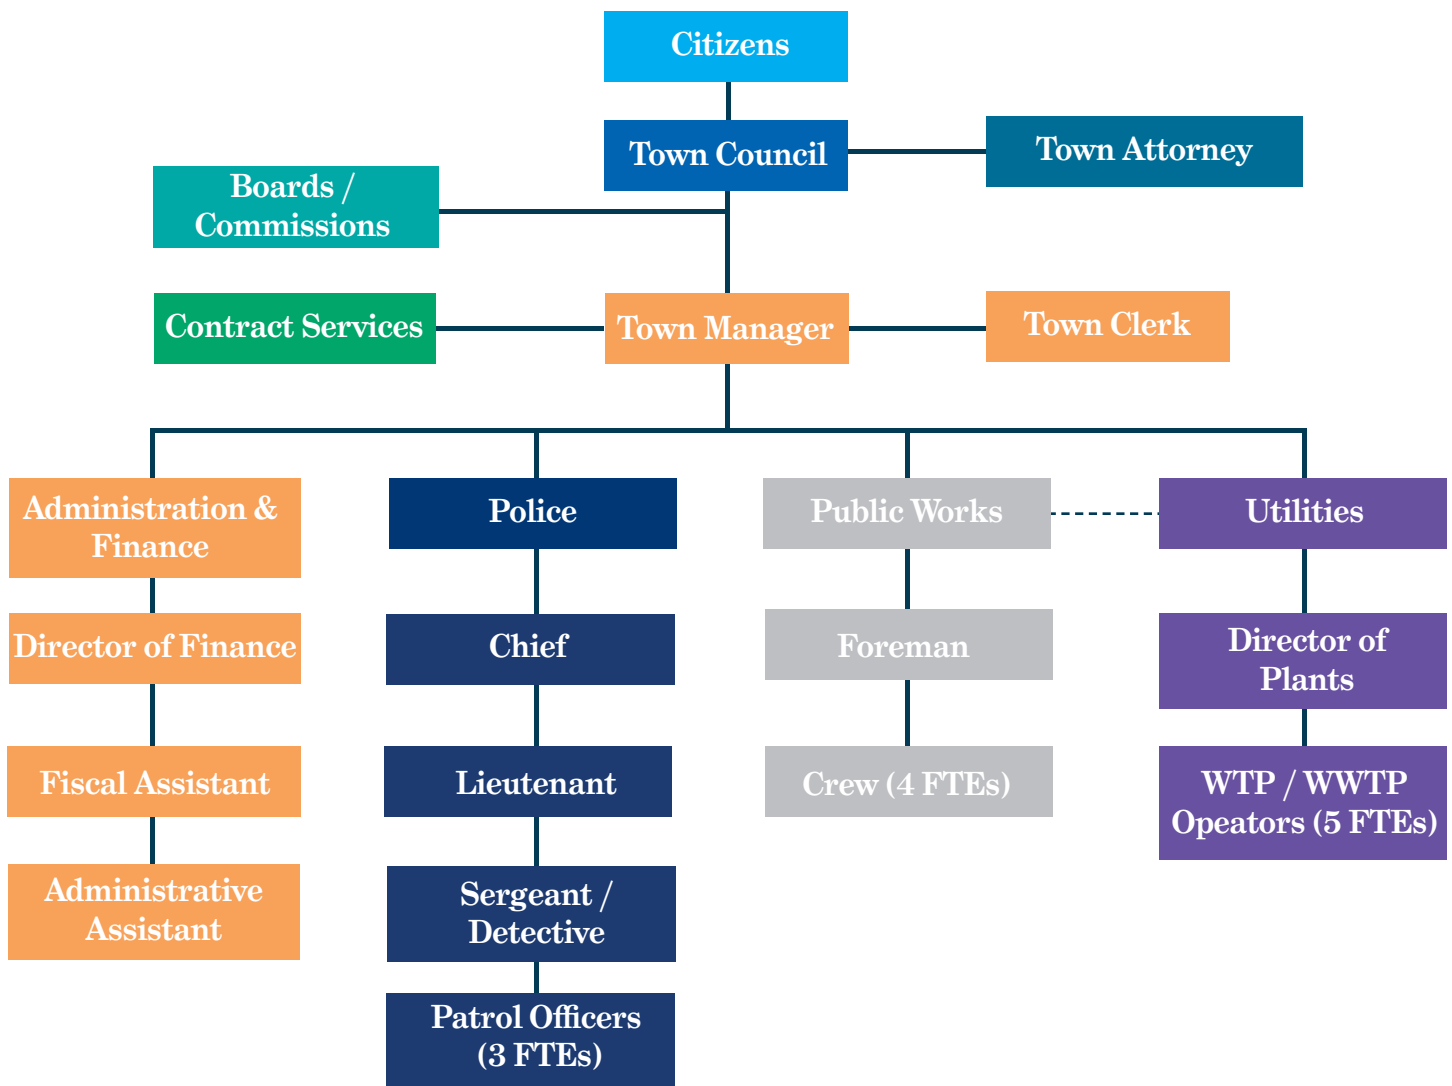 Citizens
Town Council
Town Attorney
Boards /
Commissions
Contract Services
Town Manager
Town Clerk
Administration &
Finance
Police
Public Works
Utilities
Director of Finance
Chief
Foreman
Director of
Plants
Fiscal Assistant
Lieutenant
Crew (4 FTEs)
WTP / WWTP
Opeators (5 FTEs)
Administrative
Assistant
Sergeant /
Detective
Patrol Officers
(3 FTEs)